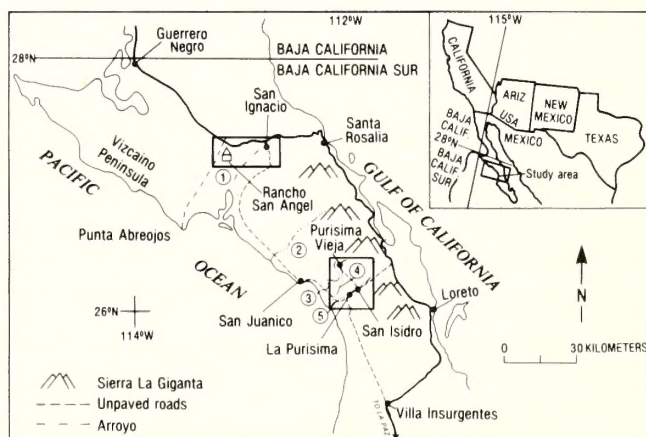 112°W
115°W
Guerrero
Negro
28°N
BAJA CALIFORNIA
BAJA CALIFORNIA SUR
San
Ignacio
Santa
Rosalia
Vizcaino
Peninsula
PACIFIC
OCEAN
①
Rancho
San Angel
GULF OF CALIFORNIA
Punta Abreojos
Purisima
Vieja
②
④
③
⑤
San Juanico
San Isidro
La Purisima
Loreto
26°N
114°W
Villa Insurgentes
TO LA PAZ
N
0 30 KILOMETERS
Sierra La Giganta
Unpaved roads
Arroyo
CALIFORNIA
ARIZ
NEW
MEXICO
USA
MEXICO
TEXAS
BAJA
CALIF
28°N
BAJA
CALIF
SUR
Study area